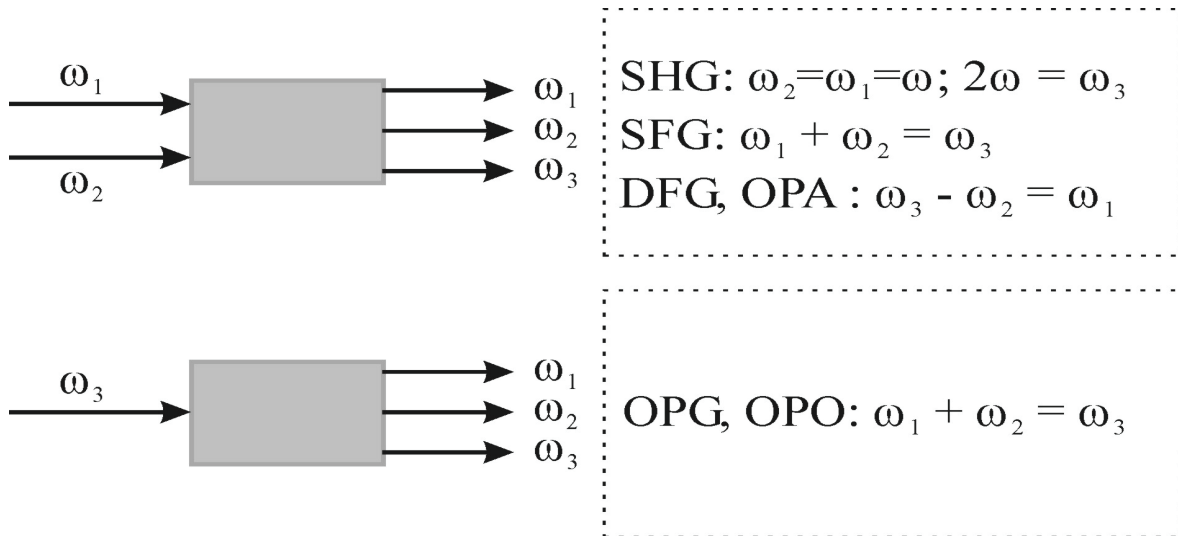 ω₁
ω₂
ω₁
ω₂
ω₃
SHG: ω₂=ω₁=ω; 2ω = ω₃
SFG: ω₁ + ω₂ = ω₃
DFG, OPA : ω₃ - ω₂ = ω₁
ω₃
ω₁
ω₂
ω₃
OPG, OPO: ω₁ + ω₂ = ω₃